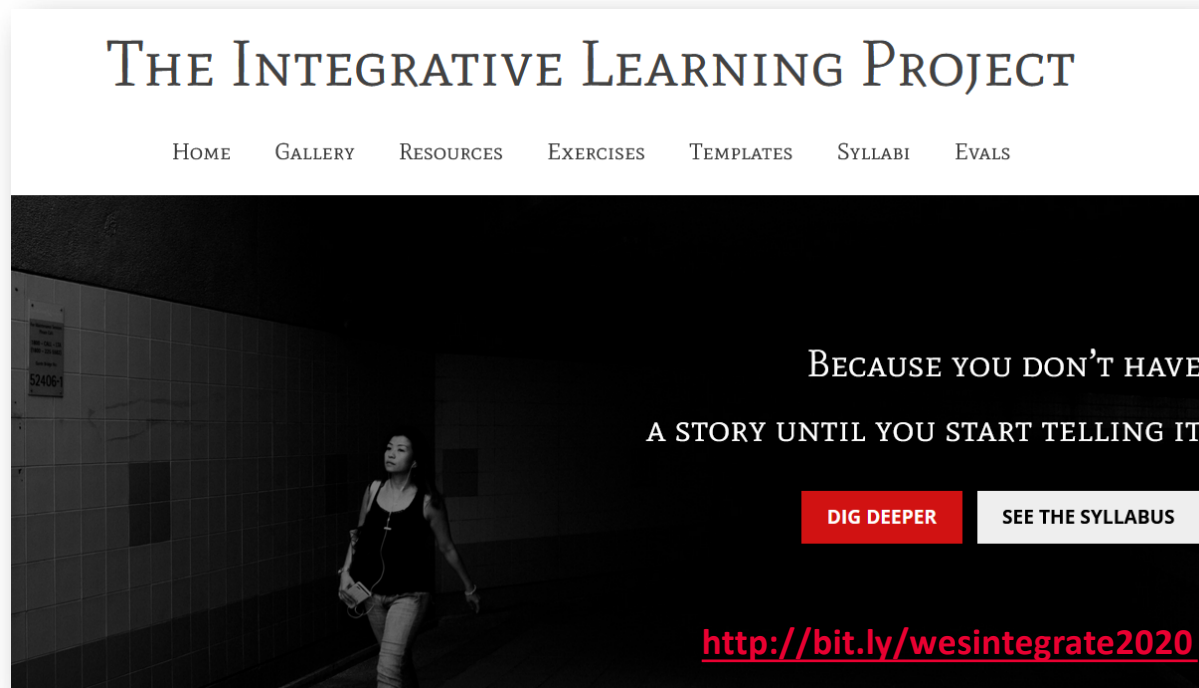 The Integrative Learning Project
Home Gallery Resources Exercises Templates Syllabi Evals
52406-1
Because you don't have
a story until you start telling it
DIG DEEPER SEE THE SYLLABUS
http://bit.ly/wesintegrate2020